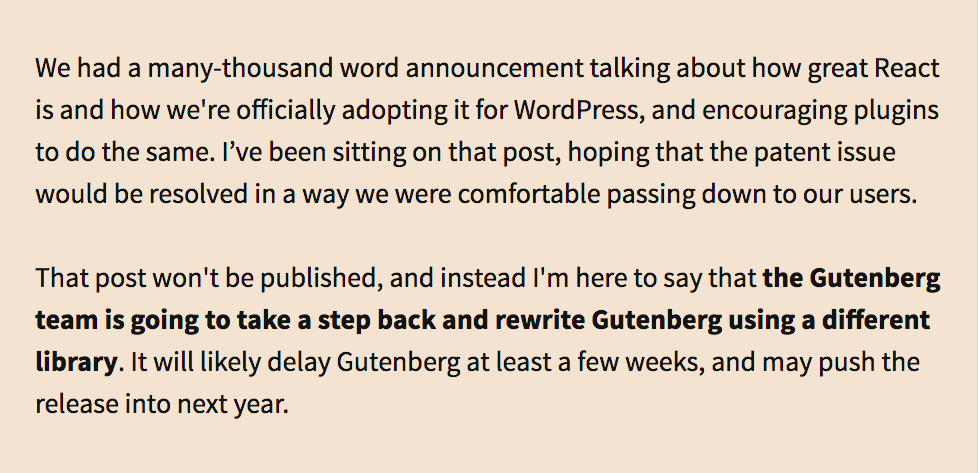 We had a many-thousand word announcement talking about how great React
is and how we're officially adopting it for WordPress, and encouraging plugins
to do the same. I’ve been sitting on that post, hoping that the patent issue
would be resolved in a way we were comfortable passing down to our users.
That post won't be published, and instead I'm here to say that the Gutenberg
team is going to take a step back and rewrite Gutenberg using a different
library. It will likely delay Gutenberg at least a few weeks, and may push the
release into next year.